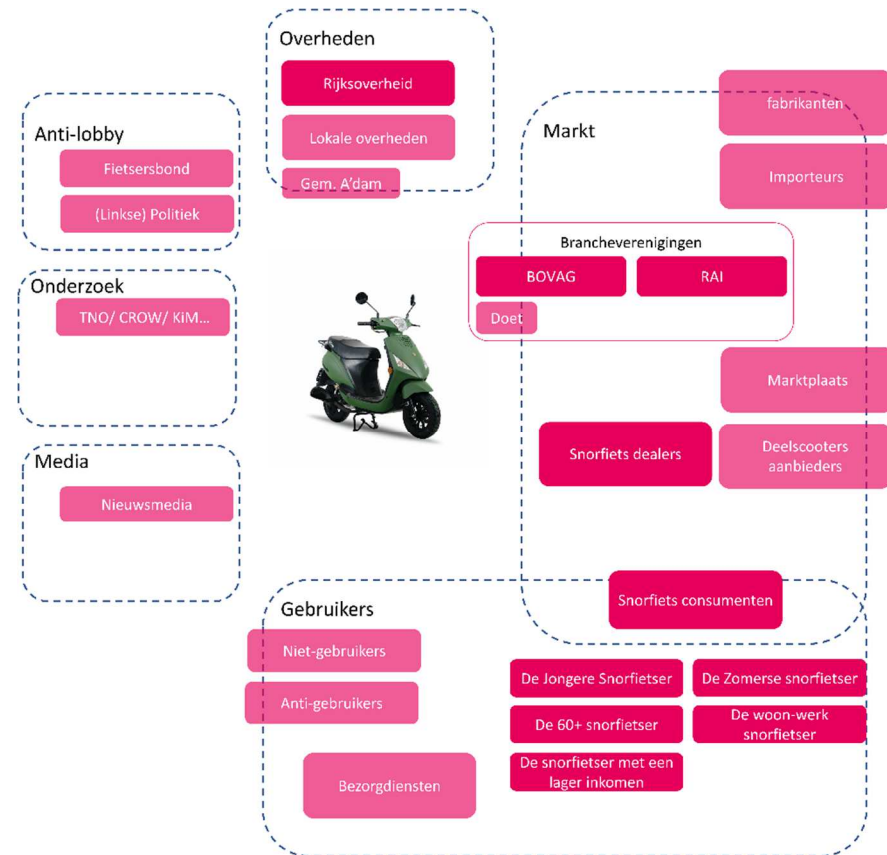 Overheden
Rijksoverheid
Lokale overheden
Gem. A'dam
Anti-lobby
Fietsersbond
(Linkse) Politiek
Onderzoek
TNO/ CROW/ KiM...
Media
Nieuwsmedia
Markt
fabrikanten
Importeurs
Brancheverenigingen
BOVAG
RAI
Doet
Marktplaats
Snorfiets dealers
Deelscooters
aanbieders
Snorfiets consumenten
Gebruikers
Niet-gebruikers
Anti-gebruikers
Bezorgdiensten
De Jongere Snorfietser
De Zomerse snorfietser
De 60+ snorfietser
De woon-werk
snorfietser
De snorfietser met een
lager inkomen